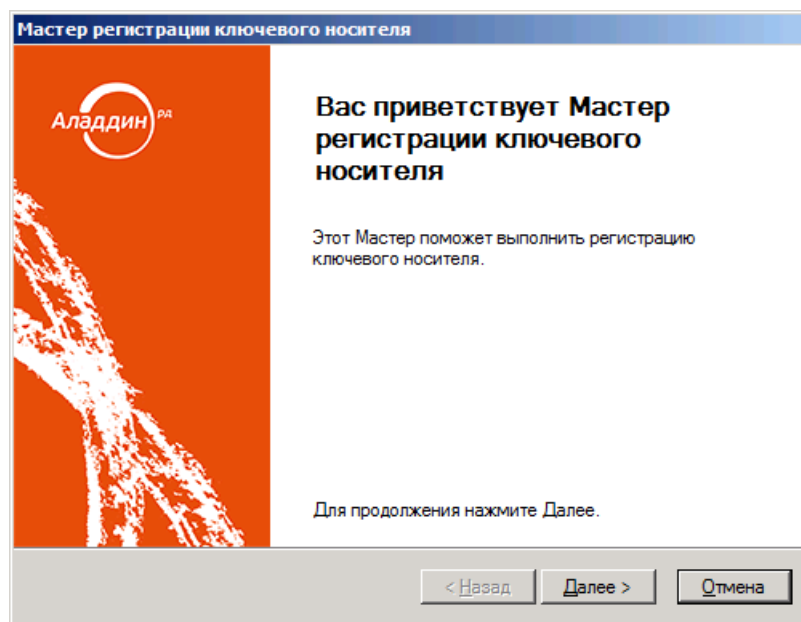 Мастер регистрации ключевого носителя
Аладдин РД
Вас приветствует Мастер
регистрации ключевого
носителя
Этот Мастер поможет выполнить регистрацию
ключевого носителя.
Для продолжения нажмите Далее.
< Назад Далее > Отмена